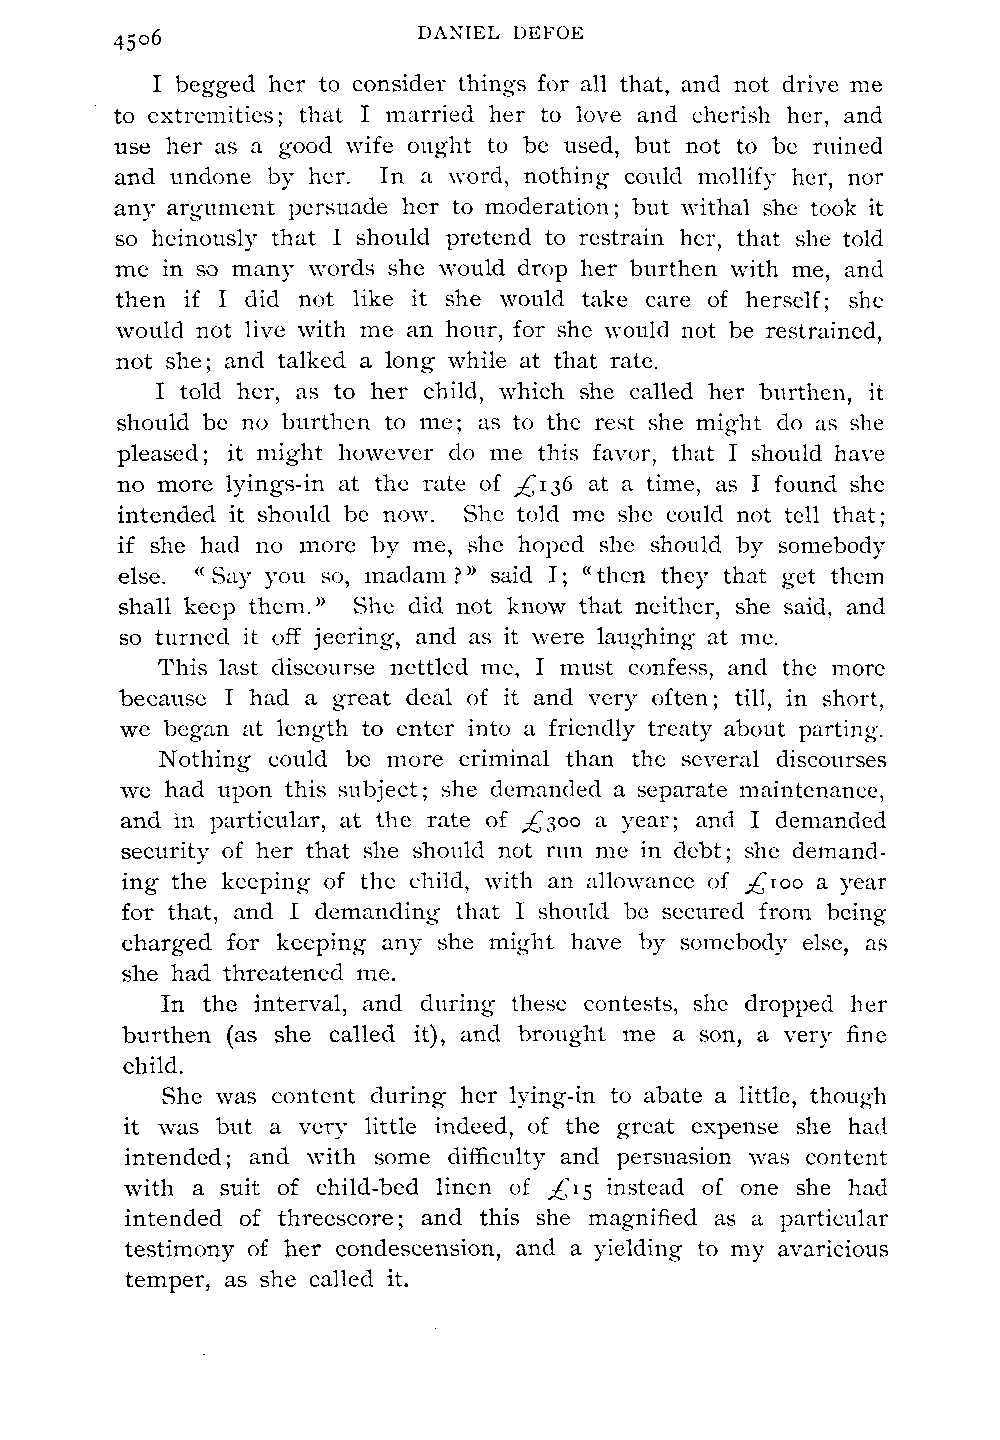 4506
DANIEL DEFOE
I begged her to consider things for all that, and not drive me
to extremities; that I married her to love and cherish her, and
use her as a good wife ought to be used, but not to be ruined
and undone by her. In a word, nothing could mollify her, nor
any argument persuade her to moderation; but withal she took it
so heinously that I should pretend to restrain her, that she told
me in so many words she would drop her burthen with me, and
then if I did not like it she would take care of herself; she
would not live with me an hour, for she would not be restrained,
not she; and talked a long while at that rate.
I told her, as to her child, which she called her burthen, it
should be no burthen to me; as to the rest she might do as she
pleased; it might however do me this favor, that I should have
no more lyings-in at the rate of £136 at a time, as I found she
intended it should be now. She told me she could not tell that;
if she had no more by me, she hoped she should by somebody
else. «Say you so, madam?» said I; «then they that get them
shall keep them.» She did not know that neither, she said, and
so turned it off jeering, and as it were laughing at me.
This last discourse nettled me, I must confess, and the more
because I had a great deal of it and very often; till, in short,
we began at length to enter into a friendly treaty about parting.
Nothing could be more criminal than the several discourses
we had upon this subject; she demanded a separate maintenance,
and in particular, at the rate of £300 a year; and I demanded
security of her that she should not run me in debt; she demand-
ing the keeping of the child, with an allowance of £100 a year
for that, and I demanding that I should be secured from being
charged for keeping any she might have by somebody else, as
she had threatened me.
In the interval, and during these contests, she dropped her
burthen (as she called it), and brought me a son, a very fine
child.
She was content during her lying-in to abate a little, though
it was but a very little indeed, of the great expense she had
intended; and with some difficulty and persuasion was content
with a suit of child-bed linen of £15 instead of one she had
intended of threescore; and this she magnified as a particular
testimony of her condescension, and a yielding to my avaricious
temper, as she called it.